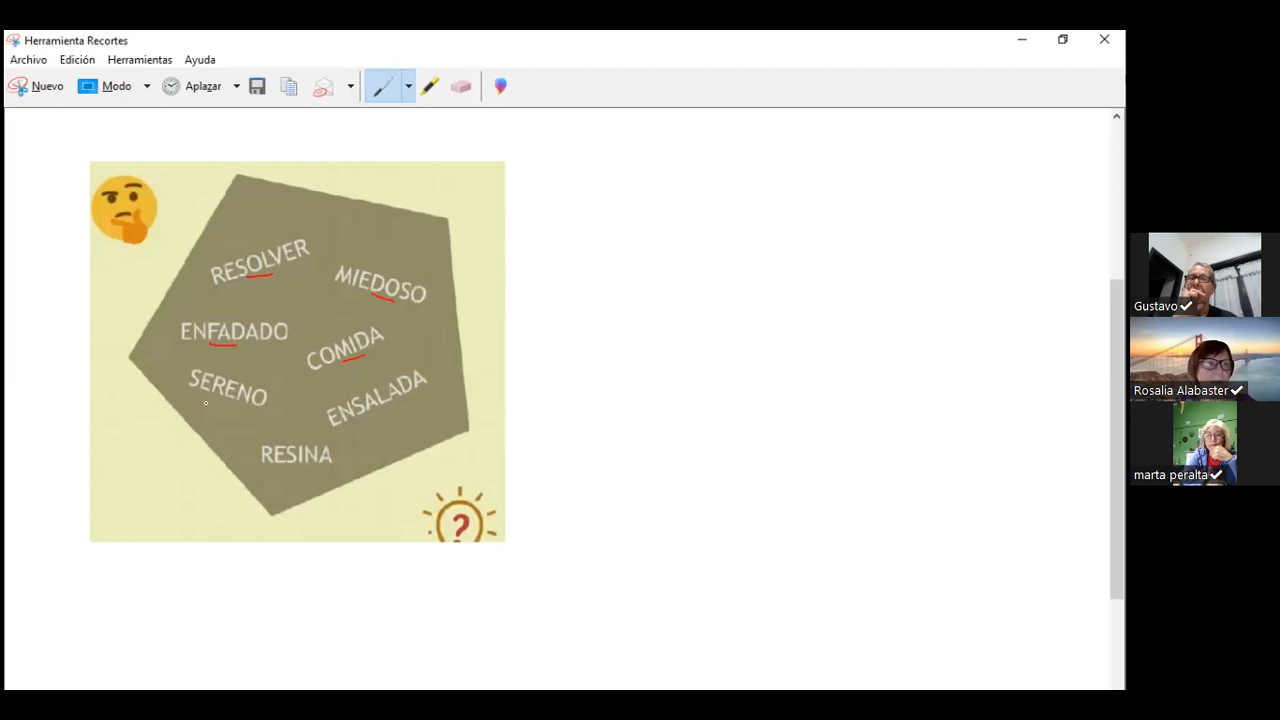 Herramienta Recortes
Archivo Edición Herramientas Ayuda
Nuevo Modo Aplazar
RESOLVER
MIEDOSO
ENFADADO
COMIDA
SERENO
ENSALADA
RESINA
?
Gustavo
Rosalia Alabaster
marta peralta